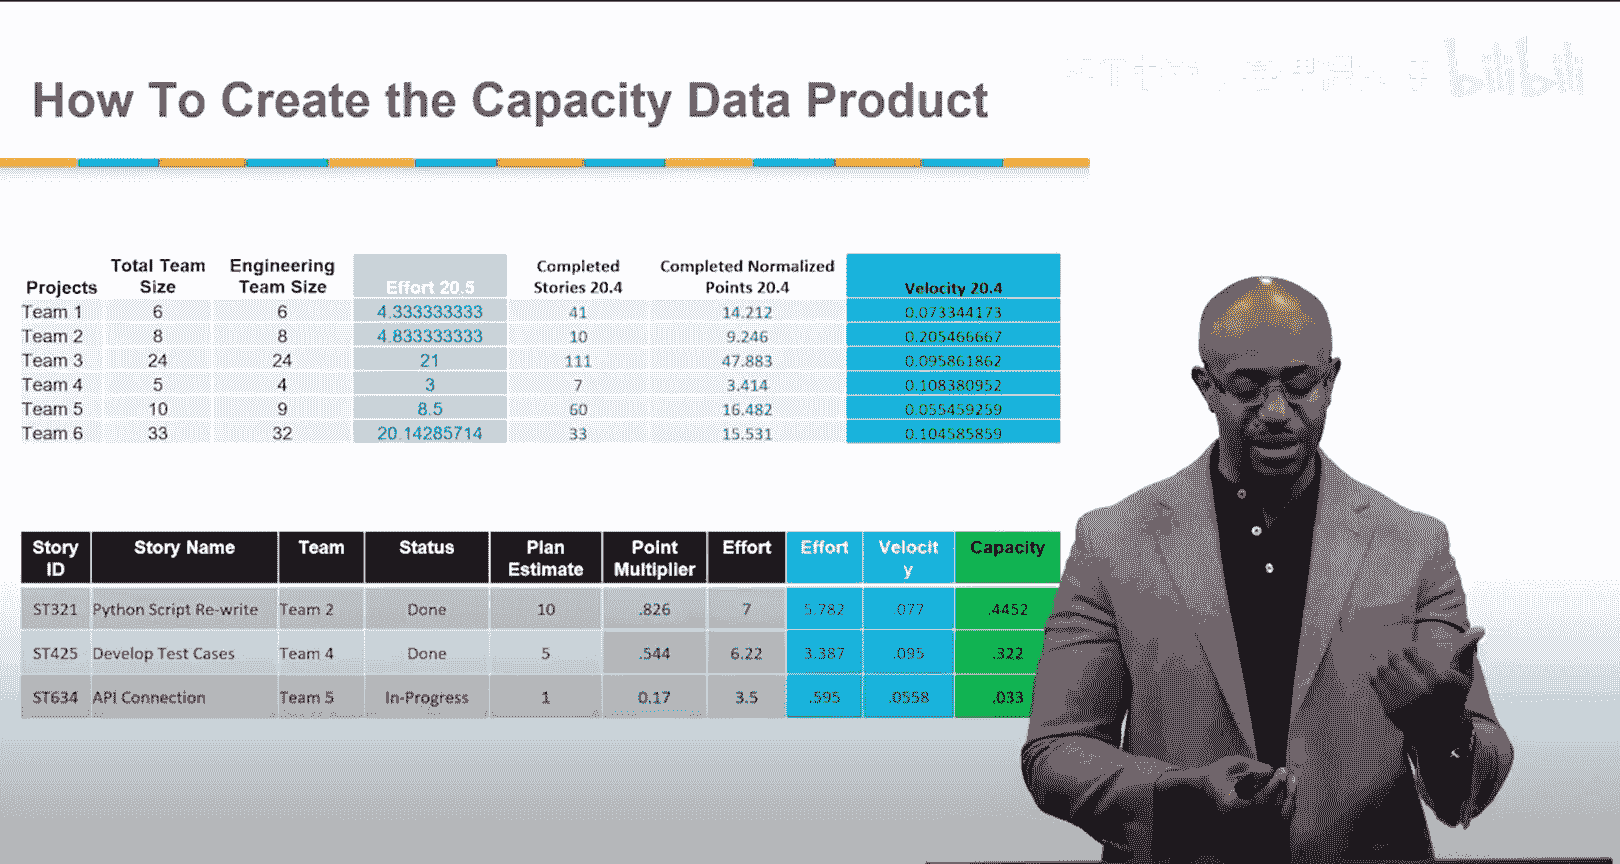 bilibili
How To Create the Capacity Data Product
Projects Total Team Size Engineering Team Size Effort 20.5 Completed Stories 20.4 Completed Normalized Points 20.4 Velocity 20.4
Team 1 6 6 4.333333333 41 14.212 0.073344173
Team 2 8 8 4.833333333 10 9.246 0.205466667
Team 3 24 24 21 111 47.883 0.095861862
Team 4 5 4 3 7 3.414 0.108380952
Team 5 10 9 8.5 60 16.482 0.055459259
Team 6 33 32 20.14285714 33 15.531 0.104585859
Story ID Story Name Team Status Plan Estimate Point Multiplier Effort Effort Velocity Capacity
ST321 Python Script Re-write Team 2 Done 10 .826 7 5.782 .077 .4452
ST425 Develop Test Cases Team 4 Done 5 .544 6.22 3.387 .095 .322
ST634 API Connection Team 5 In-Progress 1 0.17 3.5 .595 .0558 .033